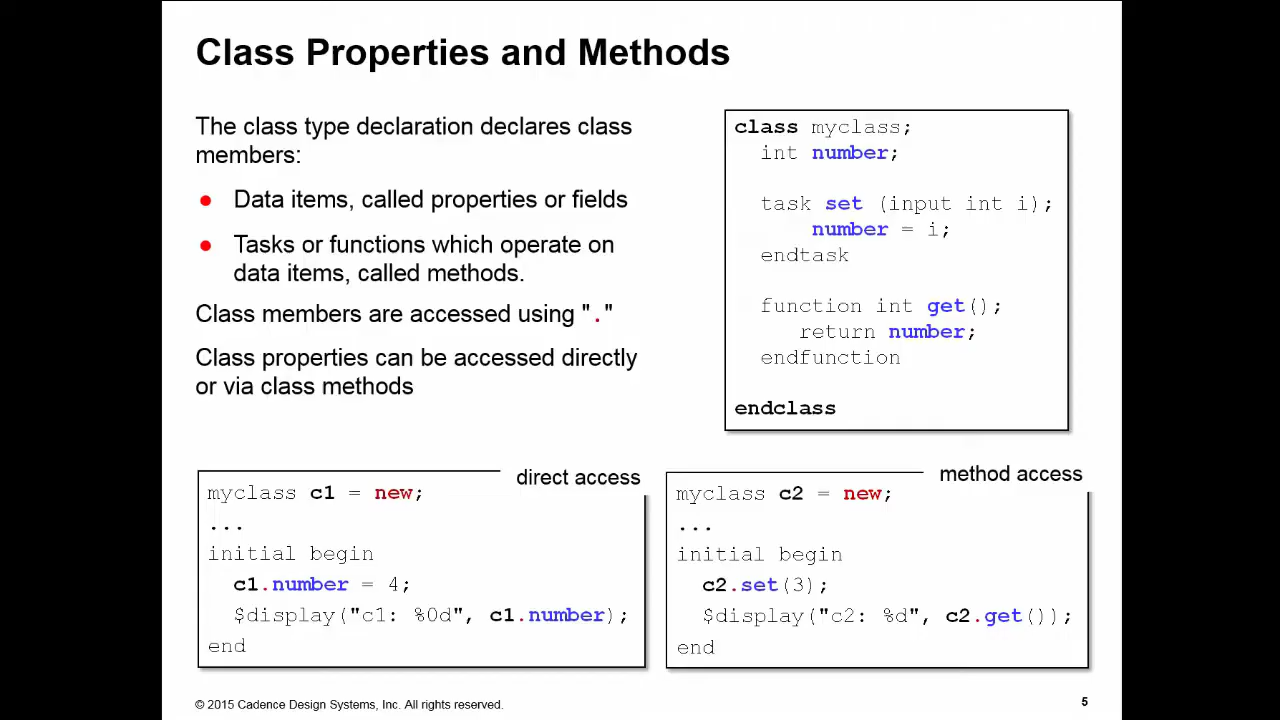 Class Properties and Methods
The class type declaration declares class
members:
● Data items, called properties or fields
● Tasks or functions which operate on
data items, called methods.
Class members are accessed using "."
Class properties can be accessed directly
or via class methods
class myclass;
int number;
task set (input int i);
number = i;
endtask
function int get();
return number;
endfunction
endclass
direct access
myclass c1 = new;
...
initial begin
c1.number = 4;
$display("c1: %0d", c1.number);
end
method access
myclass c2 = new;
...
initial begin
c2.set(3);
$display("c2: %d", c2.get());
end
© 2015 Cadence Design Systems, Inc. All rights reserved.
5